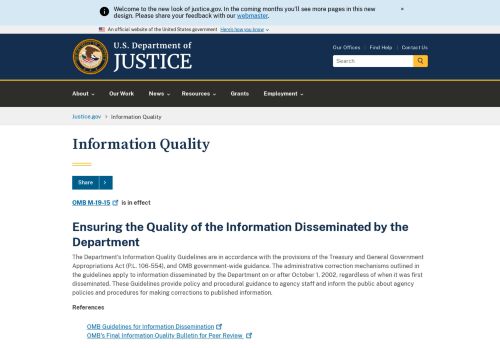 Welcome to the new look of justice.gov. In the coming months you'll see more pages in this new
design. Please share your feedback with our webmaster.
×
An official website of the United States government Here's how you know
U.S. Department of
JUSTICE
Our Offices Find Help Contact Us
Search
About Our Work News Resources Grants Employment
Justice.gov Information Quality
Information Quality
Share
OMB M-19-15 is in effect
Ensuring the Quality of the Information Disseminated by the
Department
The Department's Information Quality Guidelines are in accordance with the provisions of the Treasury and General Government
Appropriations Act (P.L. 106-554), and OMB government-wide guidance. The administrative correction mechanisms outlined in
the guidelines apply to information disseminated by the Department on or after October 1, 2002, regardless of when it was first
disseminated. These Guidelines provide policy and procedural guidance to agency staff and inform the public about agency
policies and procedures for making corrections to published information.
References
OMB Guidelines for Information Dissemination
OMB's Final Information Quality Bulletin for Peer Review